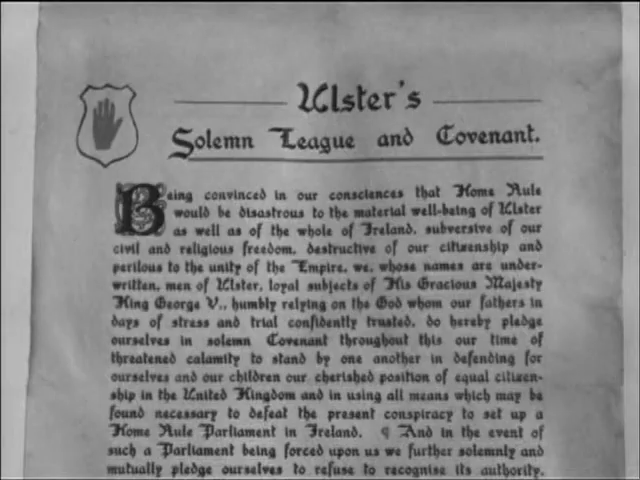 Ulster's
Solemn League and Covenant.
Being convinced in our consciences that Home Rule
would be disastrous to the material well-being of Ulster
as well as of the whole of Ireland, subversive of our
civil and religious freedom, destructive of our citizenship and
perilous to the unity of the Empire, we, whose names are under-
written, men of Ulster, loyal subjects of His Gracious Majesty
King George V., humbly relying on the God whom our fathers in
days of stress and trial confidently trusted, do hereby pledge
ourselves in solemn Covenant throughout this our time of
threatened calamity to stand by one another in defending for
ourselves and our children our cherished position of equal citizen-
ship in the United Kingdom and in using all means which may be
found necessary to defeat the present conspiracy to set up a
Home Rule Parliament in Ireland. ¶ And in the event of
such a Parliament being forced upon us we further solemnly and
mutually pledge ourselves to refuse to recognise its authority.